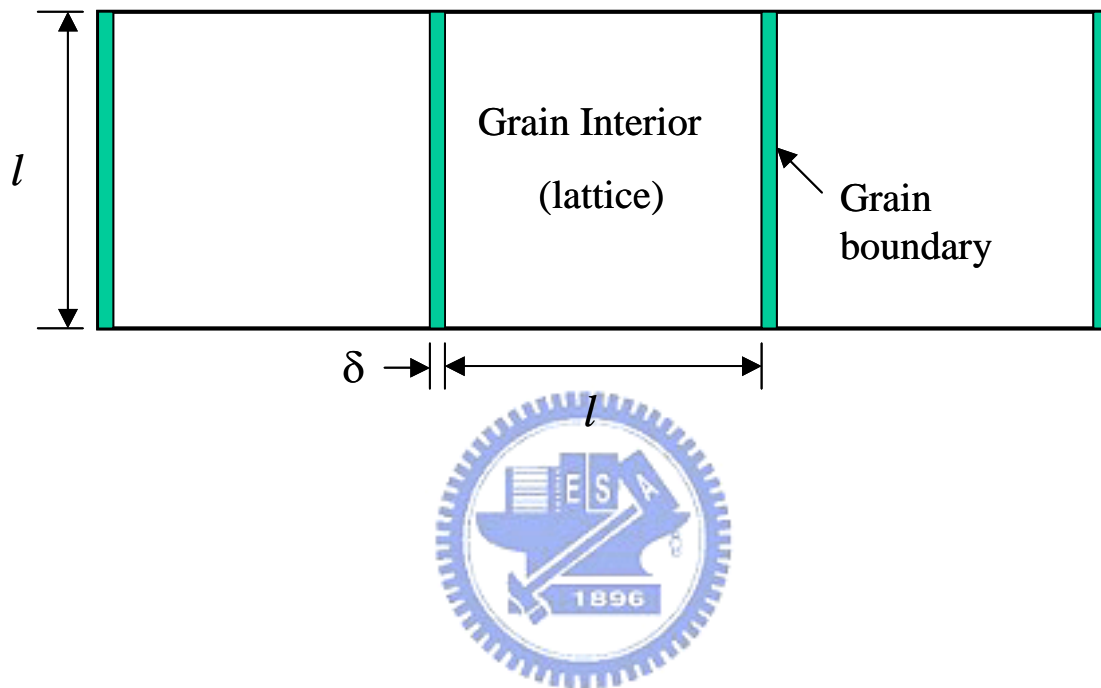 Grain Interior
(lattice)
l
Grain
boundary
δ
l
E S A
1896